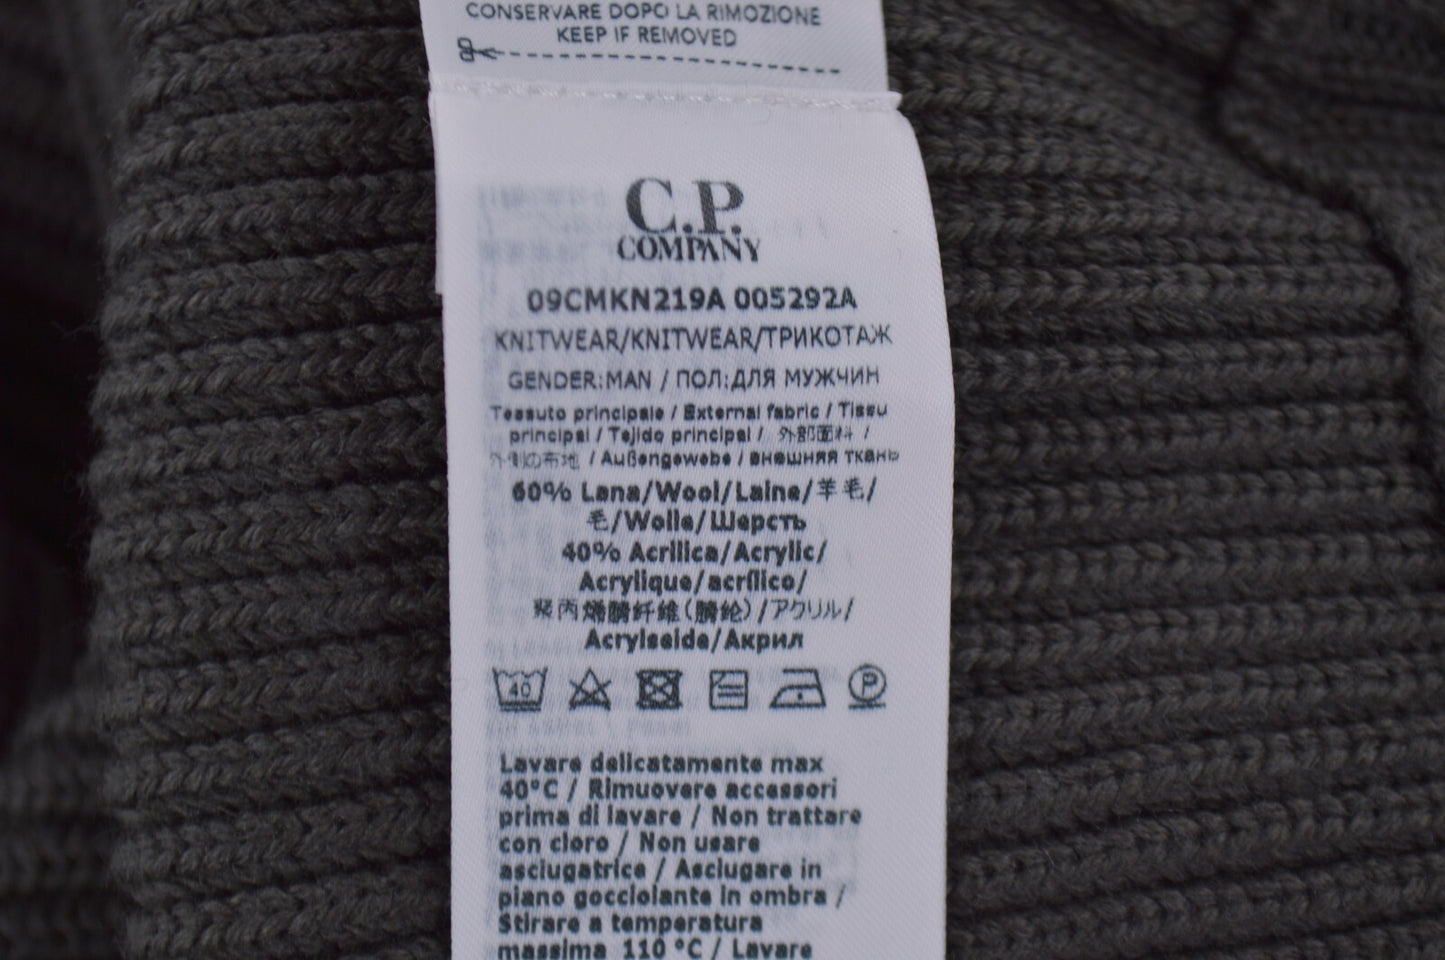 CONSERVARE DOPO LA RIMOZIONE
KEEP IF REMOVED
C.P.
COMPANY
09CMKN219A 005292A
KNITWEAR/KNITWEAR/ТРИКОТАЖ
GENDER:MAN / ПОЛ:ДЛЯ МУЖЧИН
Tessuto principale / External fabric / Tissu
principal / Tejido principal / 外部面料 /
外側の布地 / Außengewebe / внешняя ткань
60% Lana/Wool/Laine/羊毛/
毛/Wolle/Шерсть
40% Acrilica/Acrylic/
Acrylique/acrílico/
聚丙烯腈纤维(腈纶)/アクリル/
Acrylseide/Акрил
40 P
Lavare delicatamente max
40°C / Rimuovere accessori
prima di lavare / Non trattare
con cloro / Non usare
asciugatrice / Asciugare in
piano gocciolante in ombra /
Stirare a temperatura
massima 110 °C / Lavare